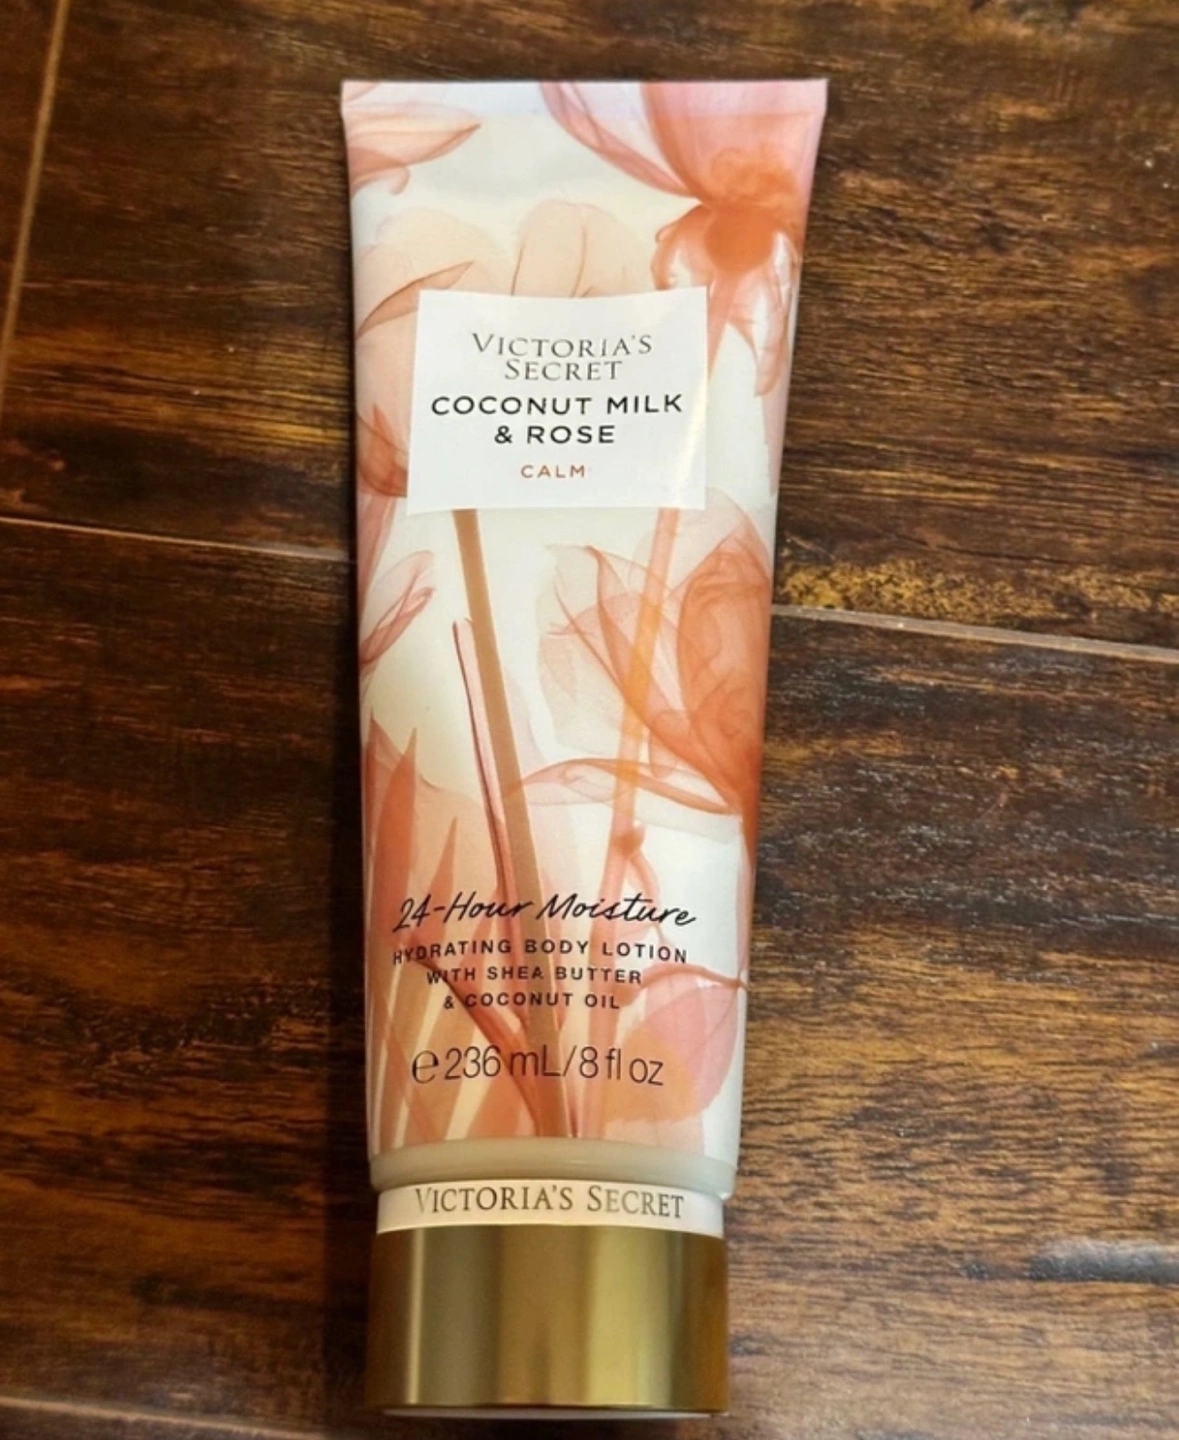 VICTORIA'S
SECRET
COCONUT MILK
& ROSE
CALM
24-Hour Moisture
HYDRATING BODY LOTION
WITH SHEA BUTTER
& COCONUT OIL
℮ 236 mL/8 fl oz
VICTORIA'S SECRET